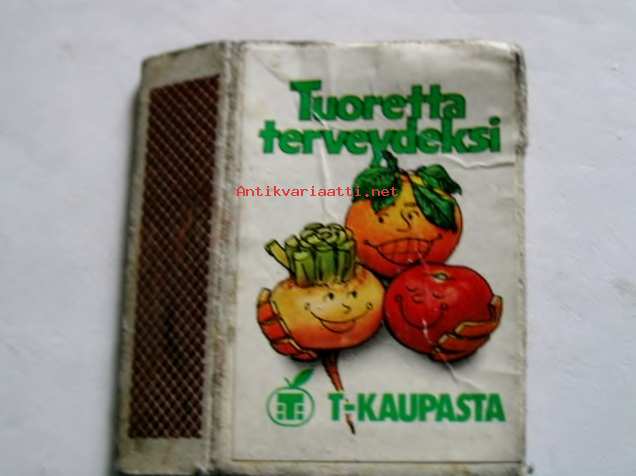 Tuoretta
terveydeksi
Antikvariaatti.net
T T-KAUPASTA